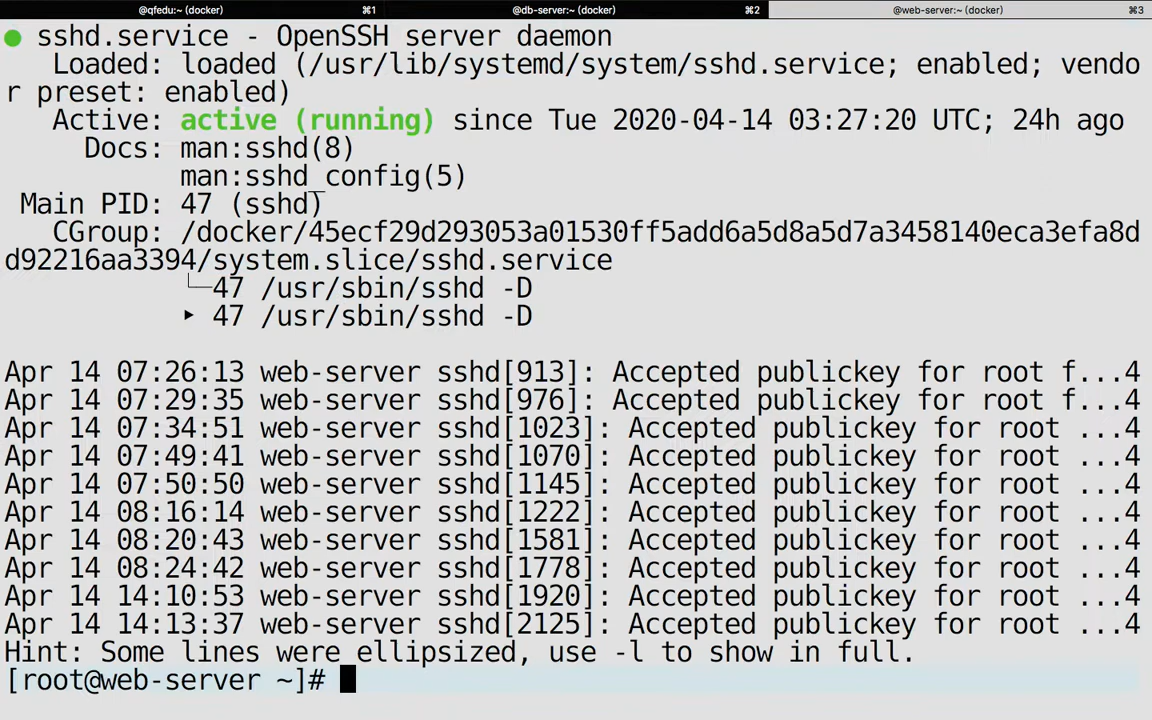 @qfedu:~ (docker) ⌘1 @db-server:~ (docker) ⌘2 @web-server:~ (docker) ⌘3
● sshd.service - OpenSSH server daemon
Loaded: loaded (/usr/lib/systemd/system/sshd.service; enabled; vendo
r preset: enabled)
Active: active (running) since Tue 2020-04-14 03:27:20 UTC; 24h ago
Docs: man:sshd(8)
man:sshd_config(5)
Main PID: 47 (sshd)
CGroup: /docker/45ecf29d293053a01530ff5add6a5d8a5d7a3458140eca3efa8d
d92216aa3394/system.slice/sshd.service
└─47 /usr/sbin/sshd -D
‣ 47 /usr/sbin/sshd -D
Apr 14 07:26:13 web-server sshd[913]: Accepted publickey for root f...4
Apr 14 07:29:35 web-server sshd[976]: Accepted publickey for root f...4
Apr 14 07:34:51 web-server sshd[1023]: Accepted publickey for root ...4
Apr 14 07:49:41 web-server sshd[1070]: Accepted publickey for root ...4
Apr 14 07:50:50 web-server sshd[1145]: Accepted publickey for root ...4
Apr 14 08:16:14 web-server sshd[1222]: Accepted publickey for root ...4
Apr 14 08:20:43 web-server sshd[1581]: Accepted publickey for root ...4
Apr 14 08:24:42 web-server sshd[1778]: Accepted publickey for root ...4
Apr 14 14:10:53 web-server sshd[1920]: Accepted publickey for root ...4
Apr 14 14:13:37 web-server sshd[2125]: Accepted publickey for root ...4
Hint: Some lines were ellipsized, use -l to show in full.
[root@web-server ~]#